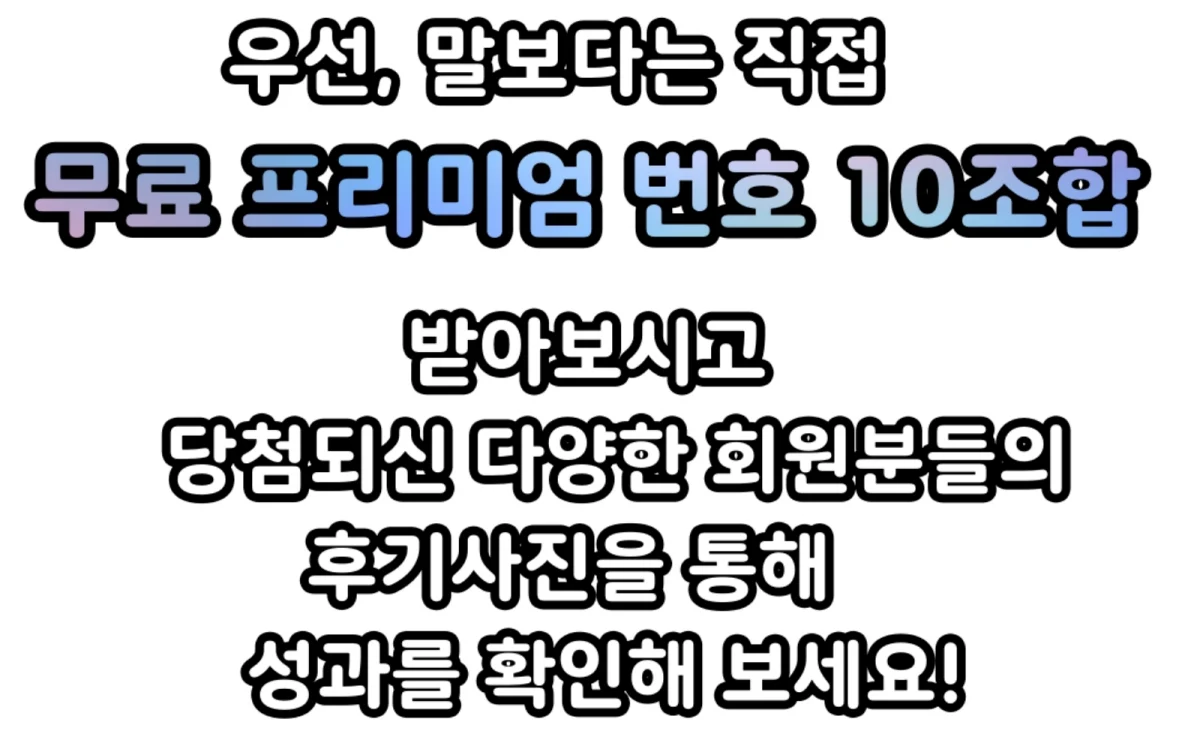 우선, 말보다는 직접
무료 프리미엄 번호 10조합
받아보시고
당첨되신 다양한 회원분들의
후기사진을 통해
성과를 확인해 보세요!